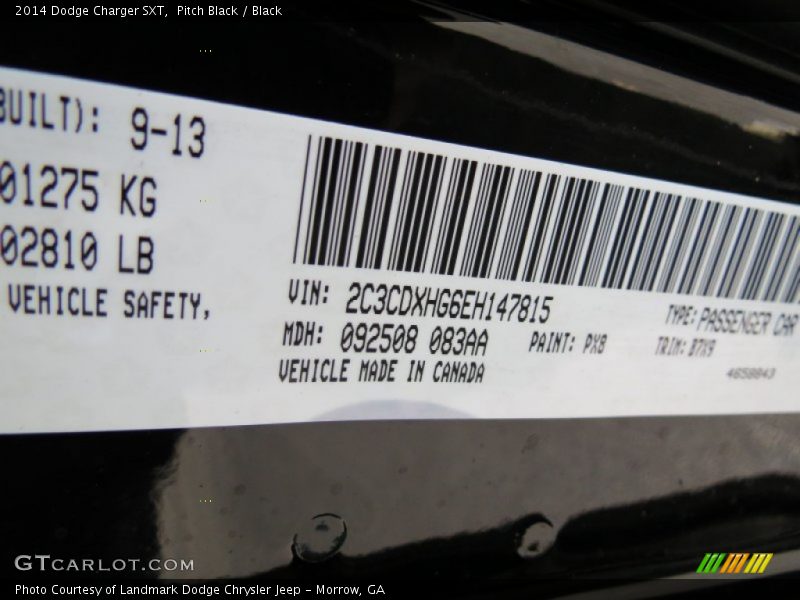 2014 Dodge Charger SXT, Pitch Black / Black
BUILT): 9-13
01275 KG
02810 LB
VEHICLE SAFETY,
VIN: 2C3CDXHG6EH147815
TYPE: PASSENGER CAR
MDH: 092508 083AA
PAINT: PX8
TRIM: B7X9
VEHICLE MADE IN CANADA
4658843
GTCARLOT.COM
Photo Courtesy of Landmark Dodge Chrysler Jeep - Morrow, GA